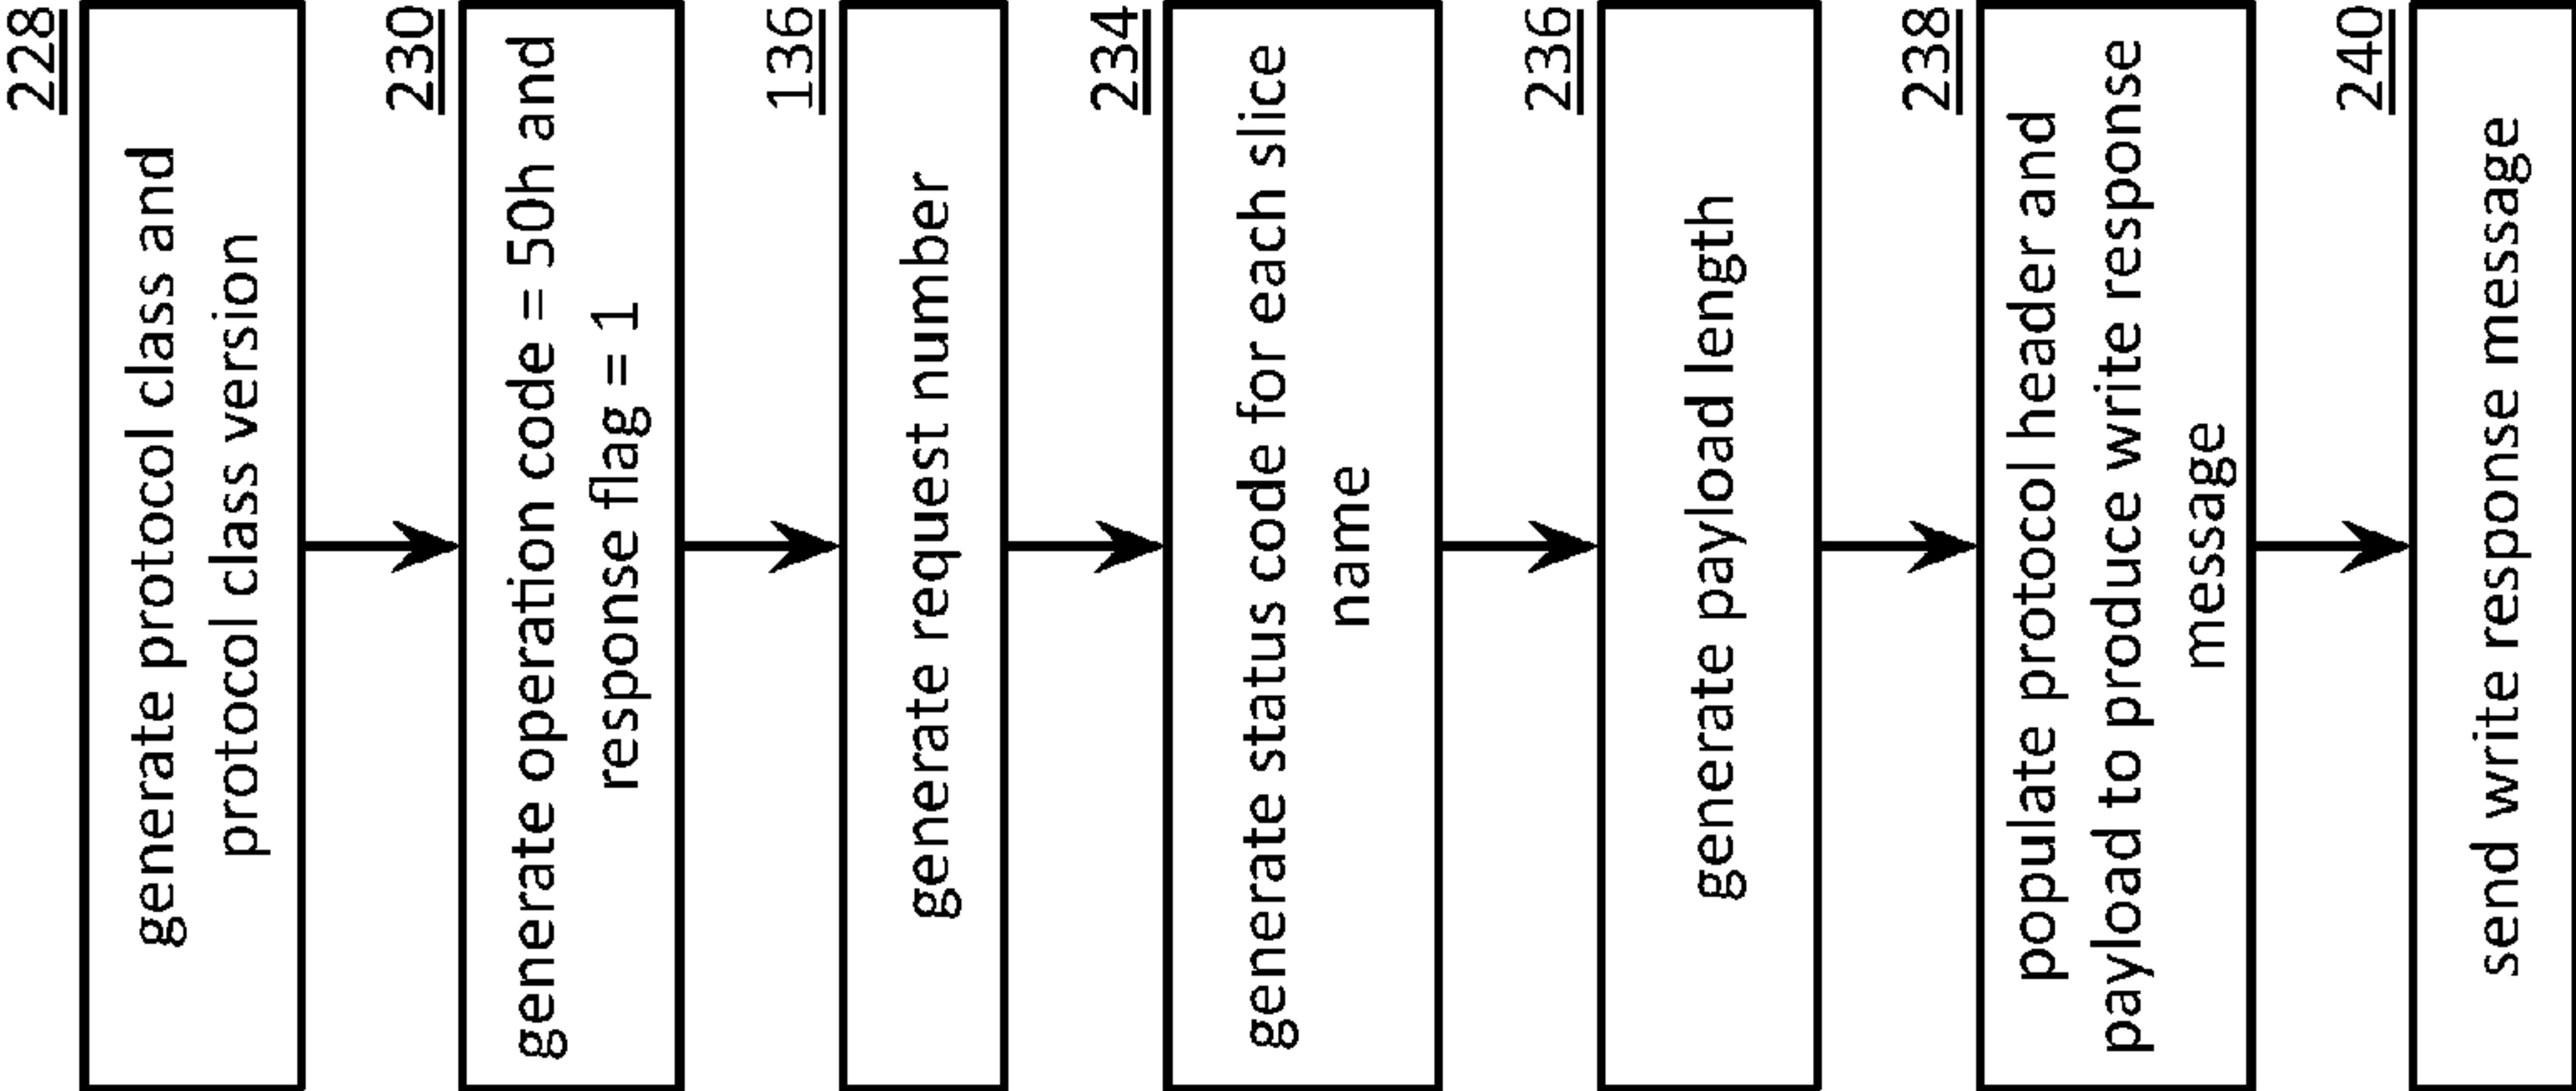 228
generate protocol class and
protocol class version
230
generate operation code = 50h and
response flag = 1
136
generate request number
234
generate status code for each slice
name
236
generate payload length
238
populate protocol header and
payload to produce write response
message
240
send write response message